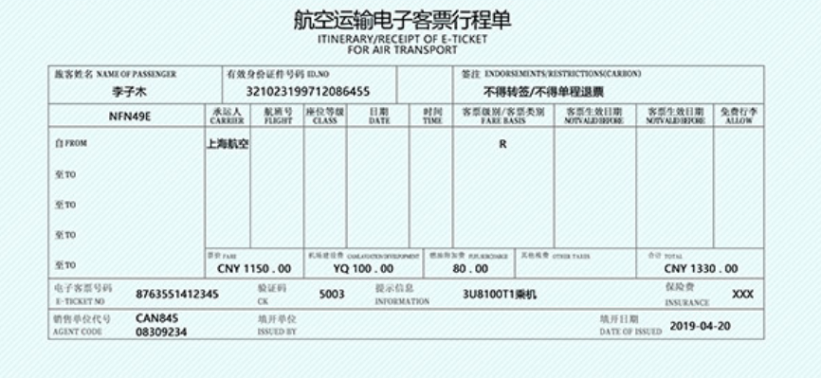 航空运输电子客票行程单
ITINERARY/RECEIPT OF E-TICKET
FOR AIR TRANSPORT
旅客姓名 NAME OF PASSENGER 有效身份证件号码 ID.NO 签注 ENDORSEMENTS/RESTRICTIONS(CARBON)
李子木 321023199712086455 不得转签/不得单程退票
NFN49E 承运人 航班号 座位等级 日期 时间 客票级别/客票类别 客票生效日期 客票生效日期 免费行李
CARRIER FLIGHT CLASS DATE TIME FARE BASIS NOTVALIDBEFORE NOTVALIDBEFORE ALLOW
自 FROM 上海航空 R
至 TO
至 TO
至 TO
至 TO
票价 FARE 机场建设费 燃油附加费 FUEL SURCHARGE 其他税费 OTHER TAXES 合计 TOTAL
CNY 1150 . 00 YQ 100 . 00 80 . 00 CNY 1330 . 00
电子客票号码 验证码 提示信息 保险费
E-TICKET NO 8763551412345 CK 5003 INFORMATION 3U8100T1乘机 INSURANCE XXX
销售单位代号 CAN845 填开单位 填开日期
AGENT CODE 08309234 ISSUED BY DATE OF ISSUED 2019-04-20